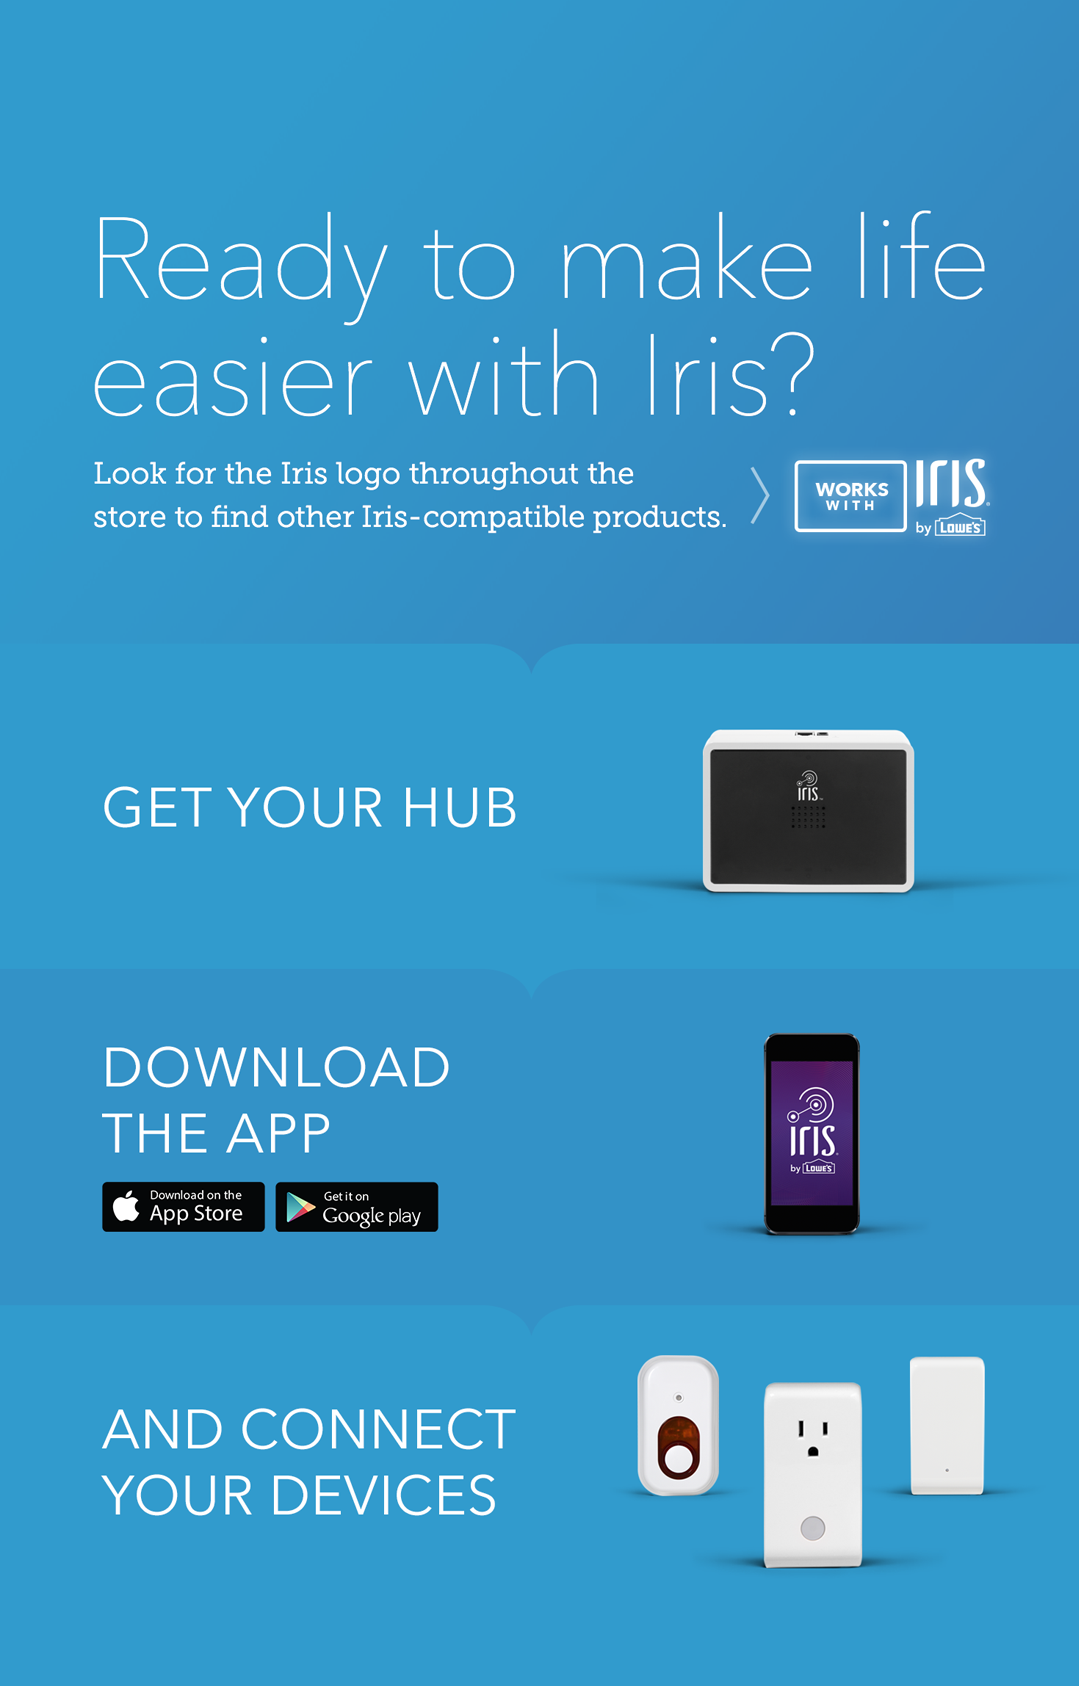 Ready to make life
easier with Iris?
Look for the Iris logo throughout the
store to find other Iris-compatible products.
WORKS
WITH
IRIS
by LOWE'S
GET YOUR HUB
iris
DOWNLOAD
THE APP
Download on the
App Store
Get it on
Google play
iris
by LOWE'S
AND CONNECT
YOUR DEVICES